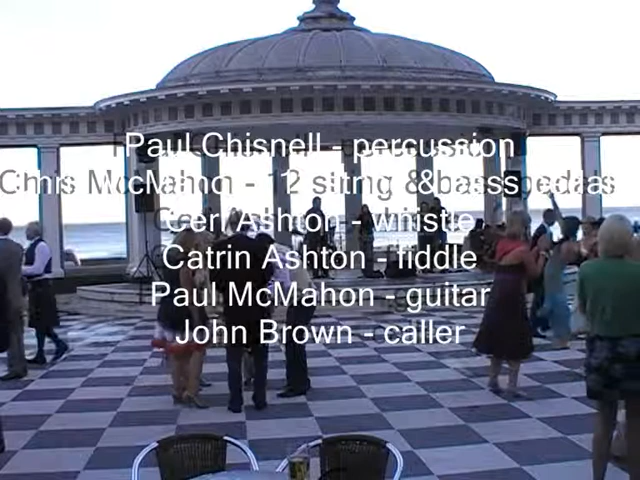 Paul Chisnell - percussion
Chris McMahon - 12 string & bass pedals
Ceri Ashton - whistle
Catrin Ashton - fiddle
Paul McMahon - guitar
John Brown - caller